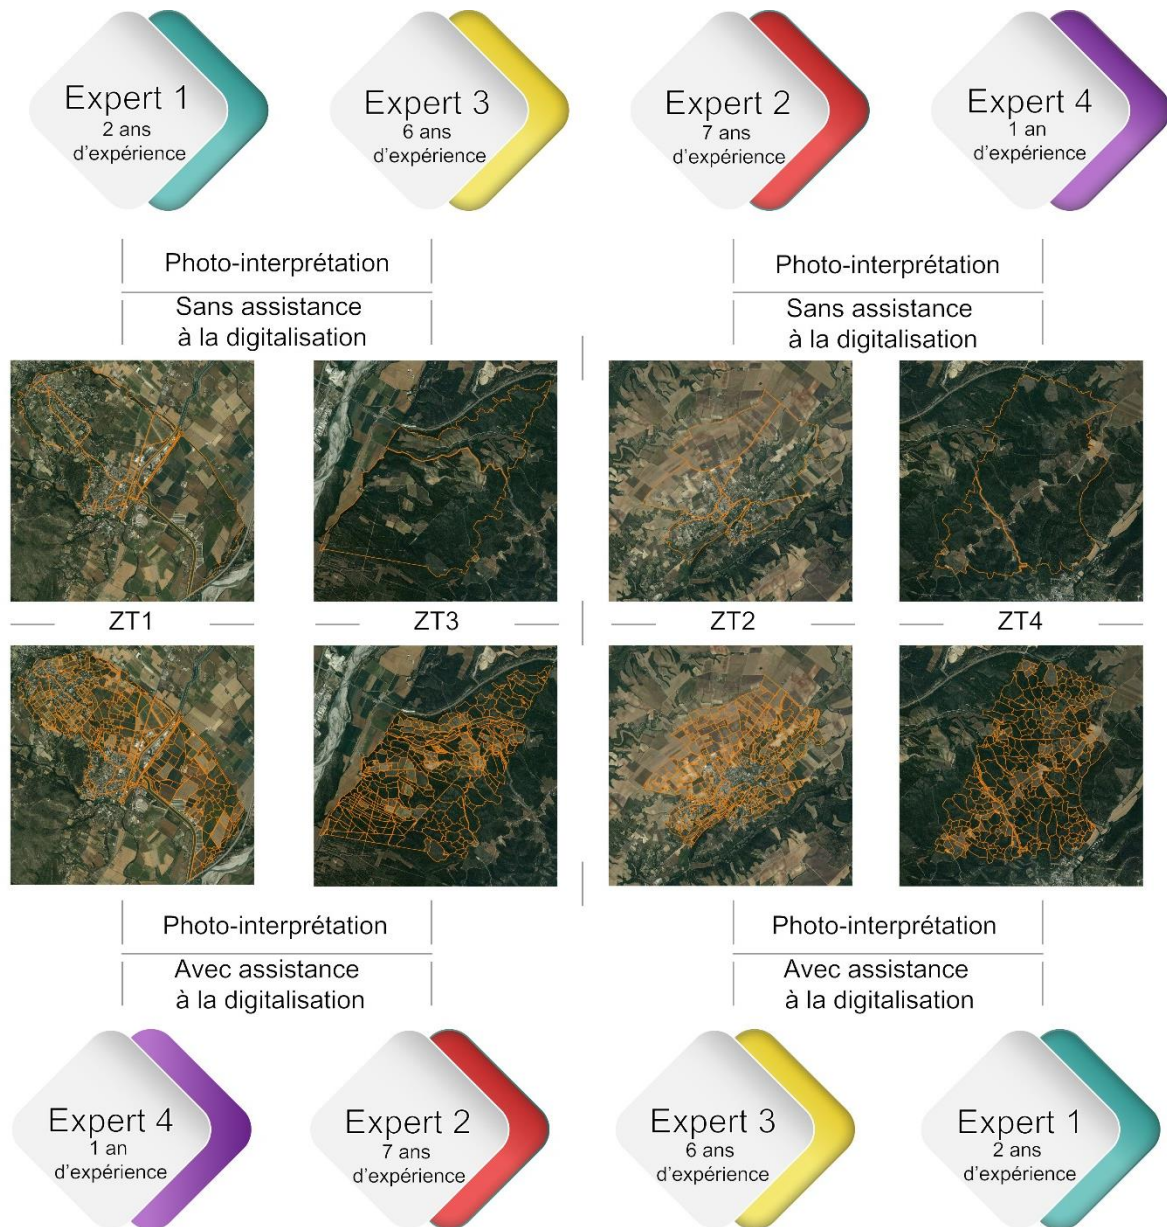 Expert 1
2 ans
d'expérience
Expert 3
6 ans
d'expérience
Expert 2
7 ans
d'expérience
Expert 4
1 an
d'expérience
Photo-interprétation
Sans assistance
à la digitalisation
Photo-interprétation
Sans assistance
à la digitalisation
ZT1
ZT3
ZT2
ZT4
Photo-interprétation
Avec assistance
à la digitalisation
Photo-interprétation
Avec assistance
à la digitalisation
Expert 4
1 an
d'expérience
Expert 2
7 ans
d'expérience
Expert 3
6 ans
d'expérience
Expert 1
2 ans
d'expérience